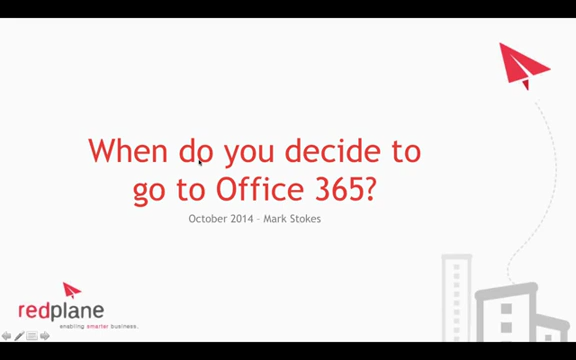 When do you decide to
go to Office 365?
October 2014 - Mark Stokes
redplane
enabling smarter business.